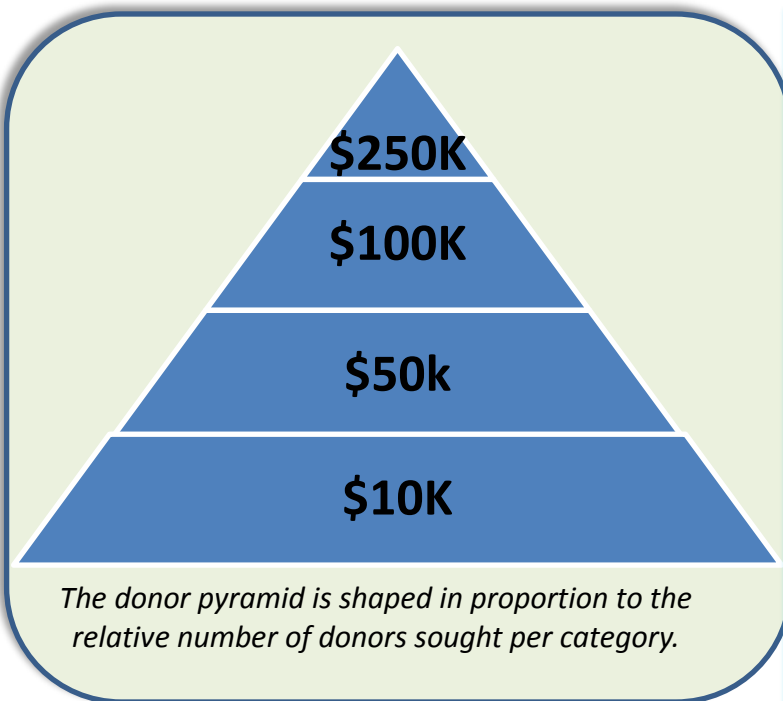 $250K
$100K
$50k
$10K
The donor pyramid is shaped in proportion to the
relative number of donors sought per category.